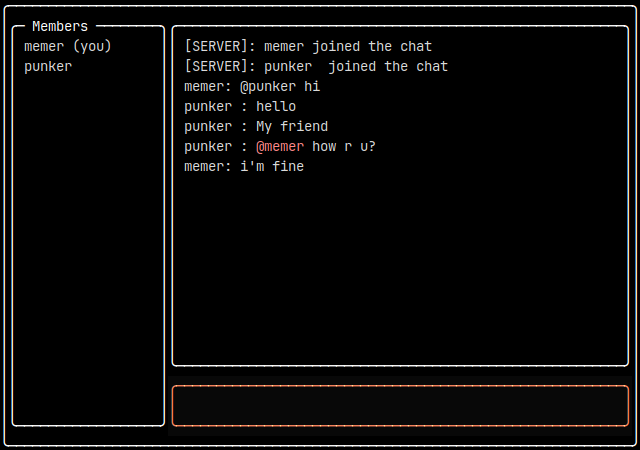 Members
memer (you)
punker
[SERVER]: memer joined the chat
[SERVER]: punker  joined the chat
memer: @punker hi
punker : hello
punker : My friend
punker : @memer how r u?
memer: i'm fine